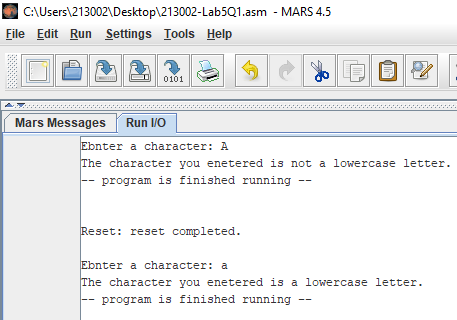 C:\Users\213002\Desktop\213002-Lab5Q1.asm - MARS 4.5
File Edit Run Settings Tools Help
0101
Mars Messages Run I/O
Ebnter a character: A
The character you enetered is not a lowercase letter.
-- program is finished running --
Reset: reset completed.
Ebnter a character: a
The character you enetered is a lowercase letter.
-- program is finished running --